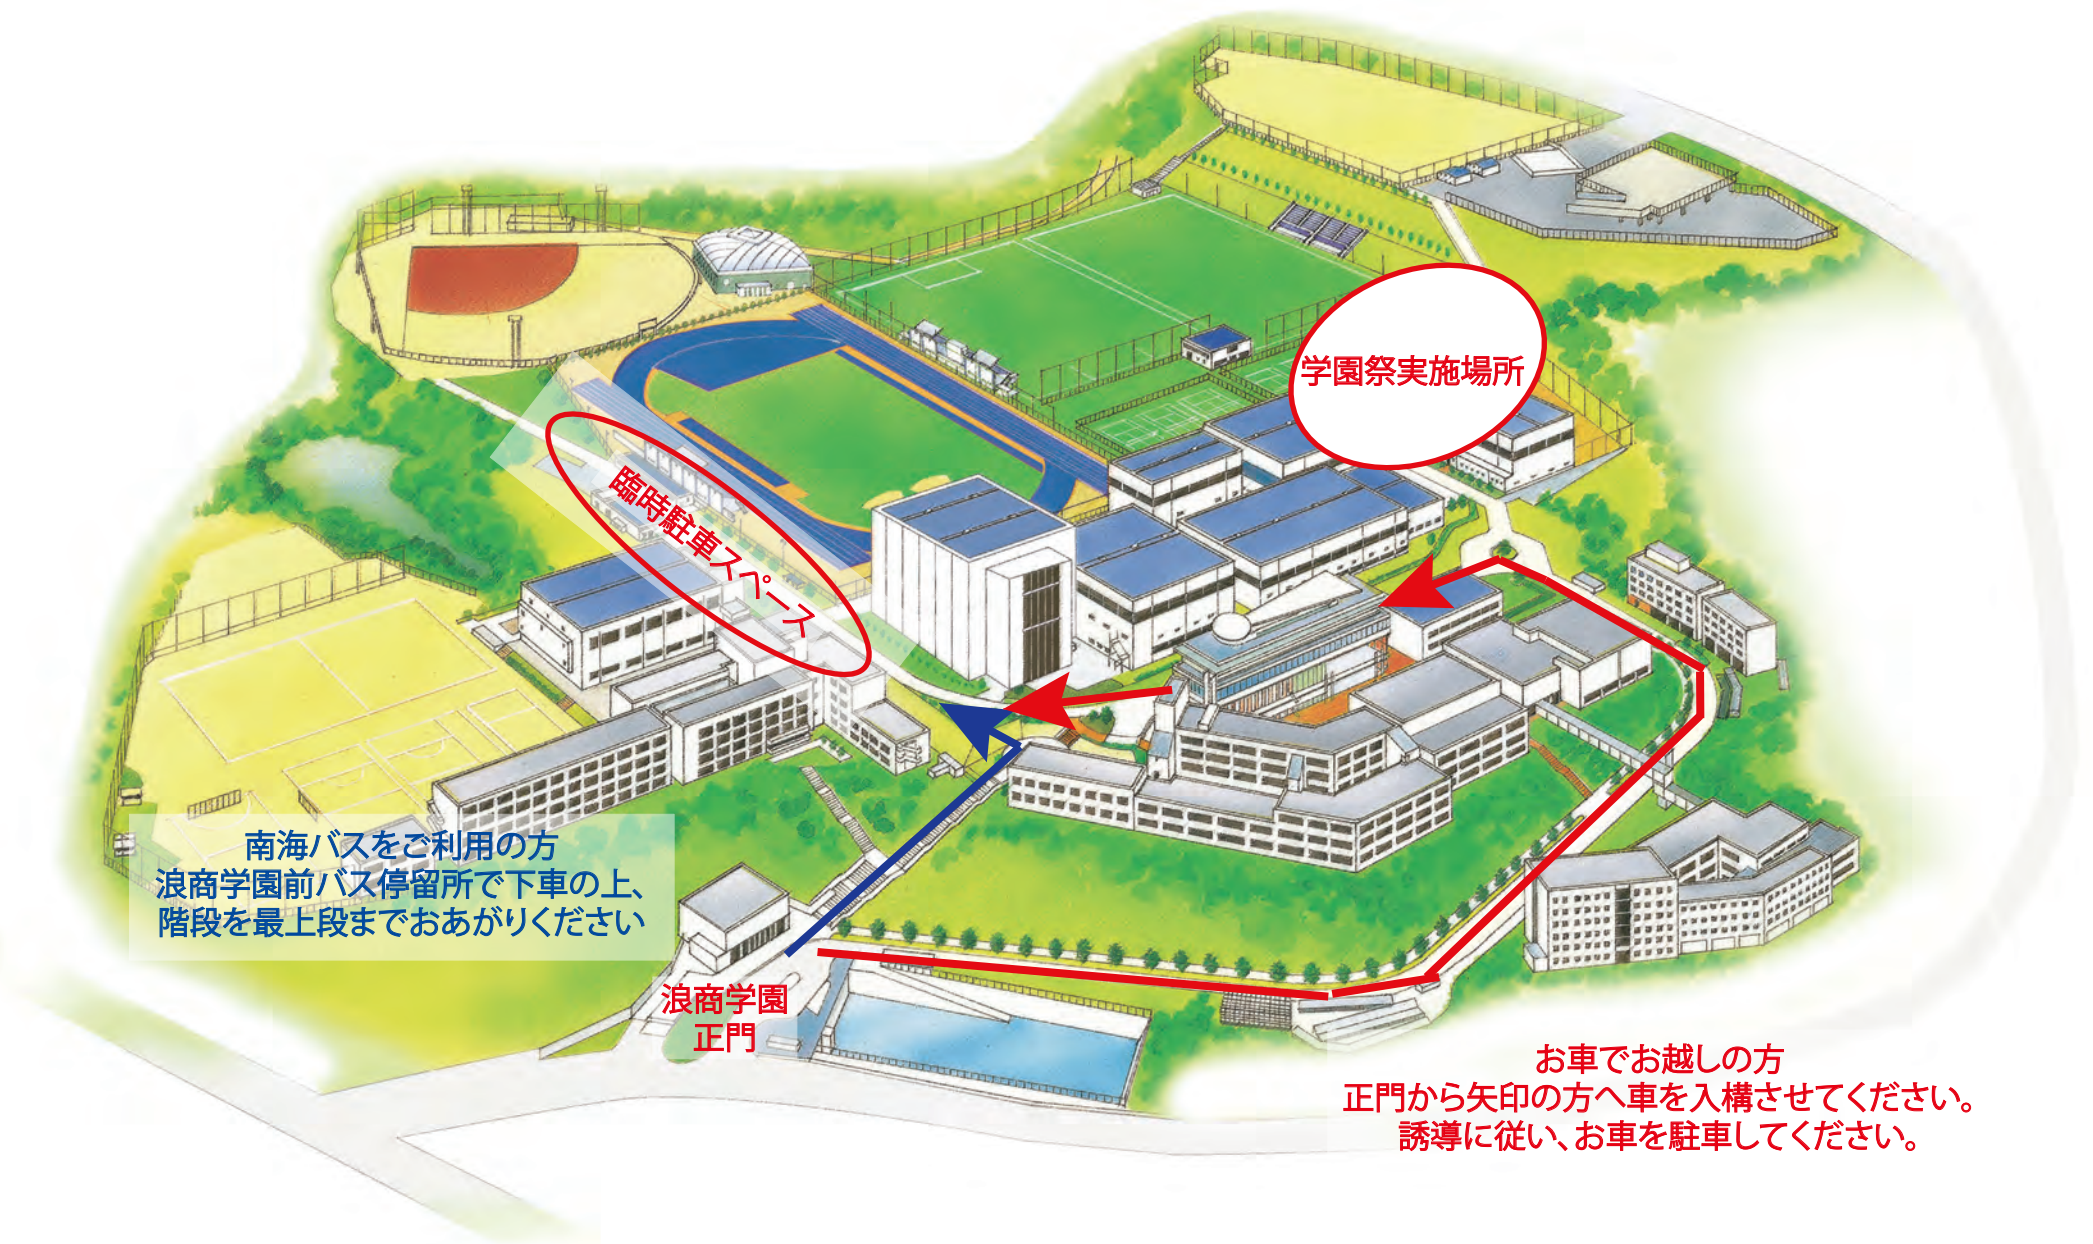 学園祭実施場所
臨時駐車スペース
南海バスをご利用の方
浪商学園前バス停留所で下車の上、
階段を最上段までおあがりください
浪商学園
正門
お車でお越しの方
正門から矢印の方へ車を入構させてください。
誘導に従い、お車を駐車してください。